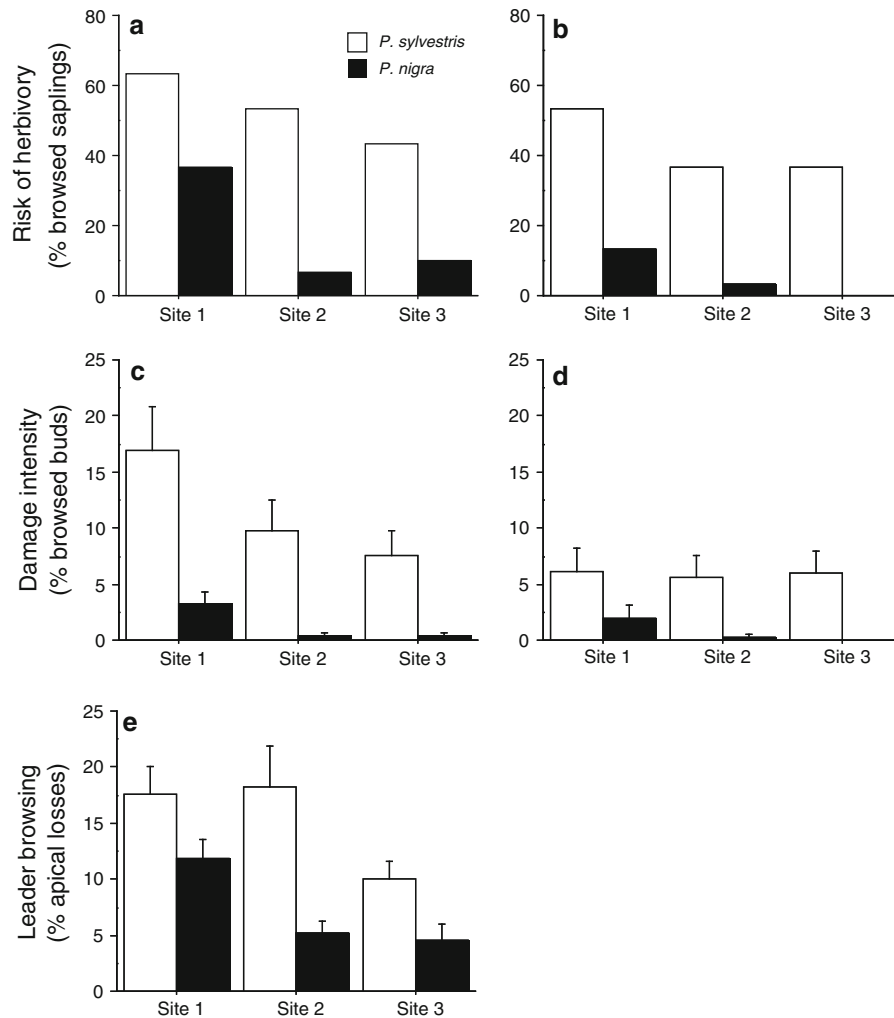 a
P. sylvestris
P. nigra
Risk of herbivory
(% browsed saplings)
80
60
40
20
0
Site 1
Site 2
Site 3
b
80
60
40
20
0
Site 1
Site 2
Site 3
c
Damage intensity
(% browsed buds)
25
20
15
10
5
0
Site 1
Site 2
Site 3
d
25
20
15
10
5
0
Site 1
Site 2
Site 3
e
Leader browsing
(% apical losses)
25
20
15
10
5
0
Site 1
Site 2
Site 3